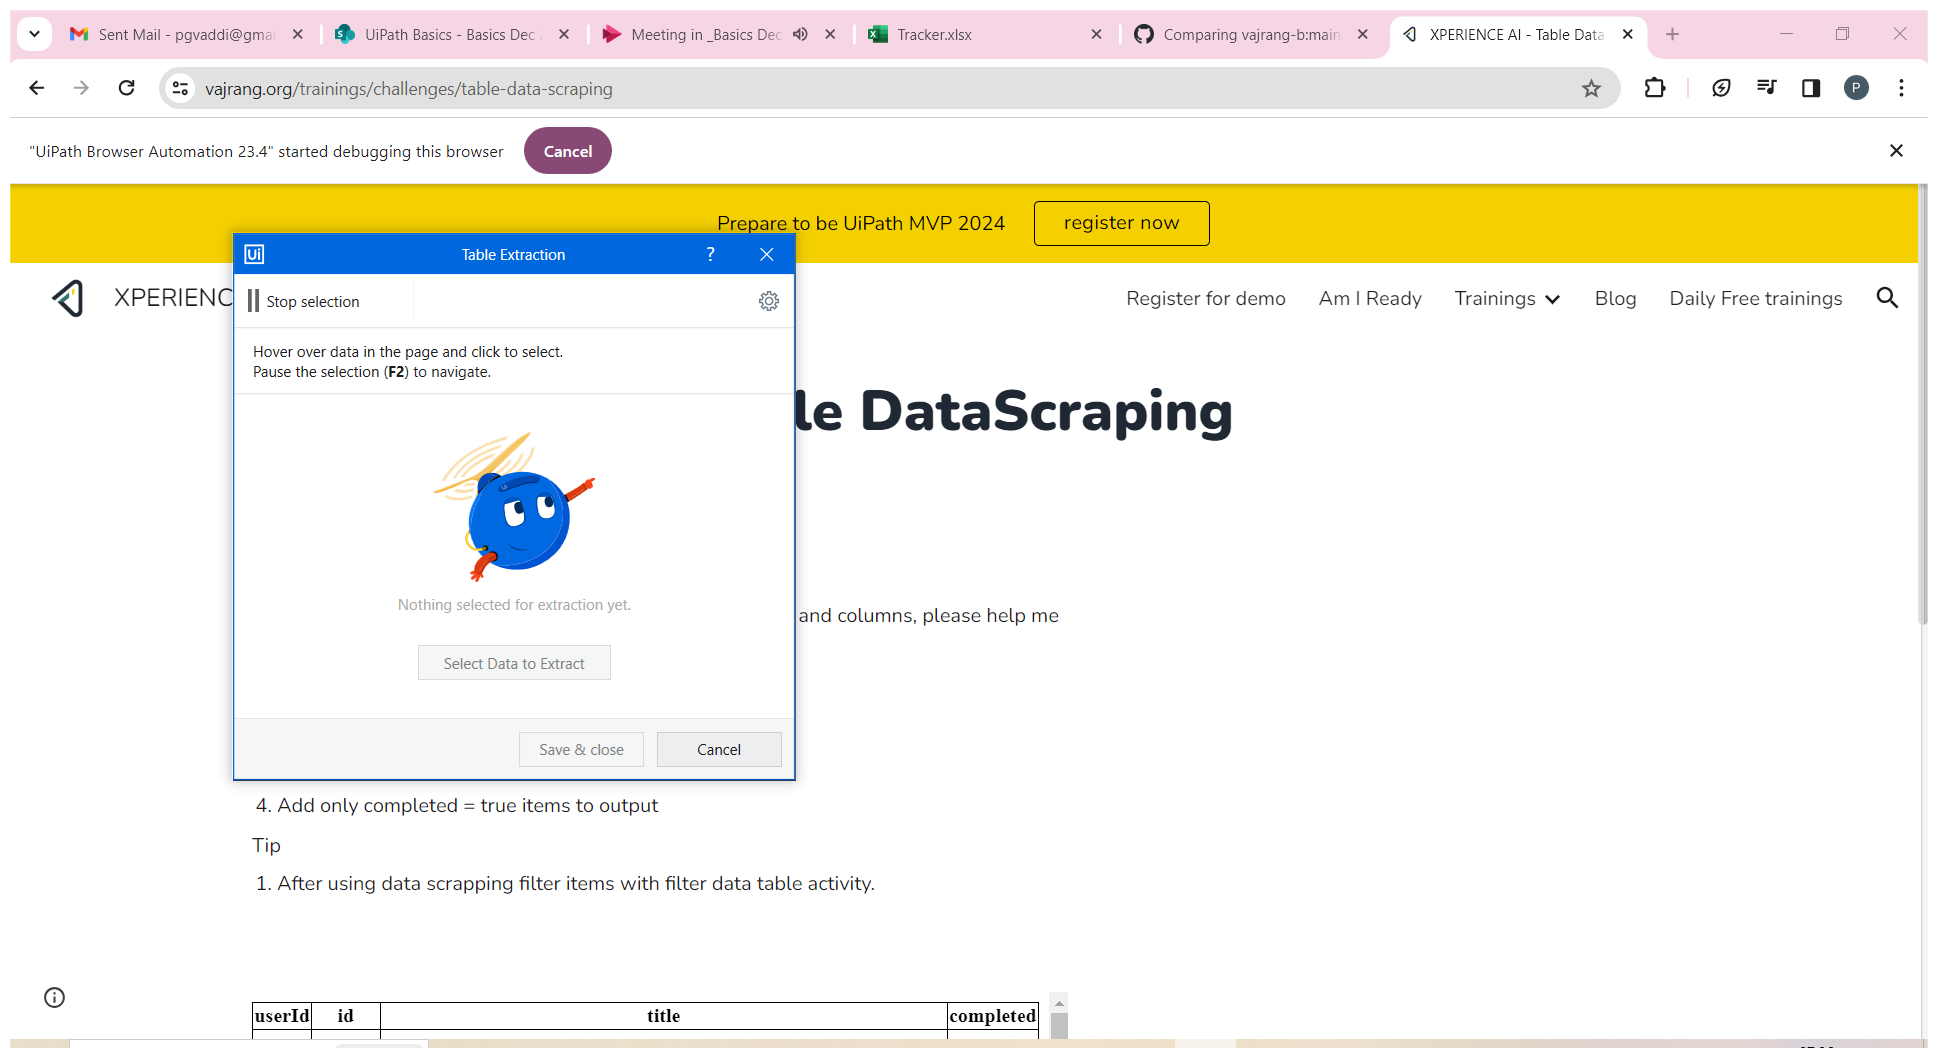 Sent Mail - pgvaddi@gmai
UiPath Basics - Basics Dec 2
Meeting in _Basics Dec
Tracker.xlsx
Comparing vajrang-b:main
XPERIENCE AI - Table Data
vajrang.org/trainings/challenges/table-data-scraping
P
"UiPath Browser Automation 23.4" started debugging this browser
Cancel
Prepare to be UiPath MVP 2024
register now
Ui
Table Extraction
?
Stop selection
XPERIENC
Register for demo
Am I Ready
Trainings
Blog
Daily Free trainings
Hover over data in the page and click to select.
Pause the selection (F2) to navigate.
le DataScraping
Nothing selected for extraction yet.
and columns, please help me
Select Data to Extract
Save & close
Cancel
4. Add only completed = true items to output
Tip
1. After using data scrapping filter items with filter data table activity.
userId id title completed